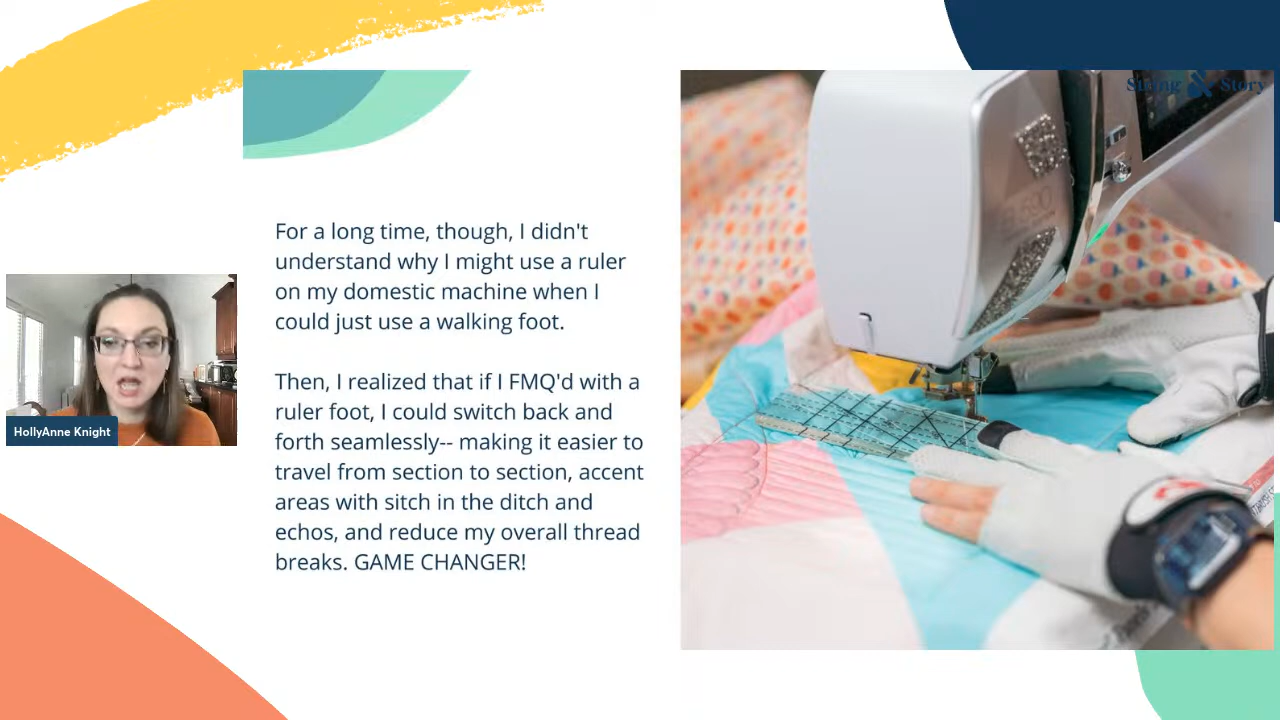 String & Story
For a long time, though, I didn't
understand why I might use a ruler
on my domestic machine when I
could just use a walking foot.
Then, I realized that if I FMQ'd with a
ruler foot, I could switch back and
forth seamlessly-- making it easier to
travel from section to section, accent
areas with sitch in the ditch and
echos, and reduce my overall thread
breaks. GAME CHANGER!
HollyAnne Knight